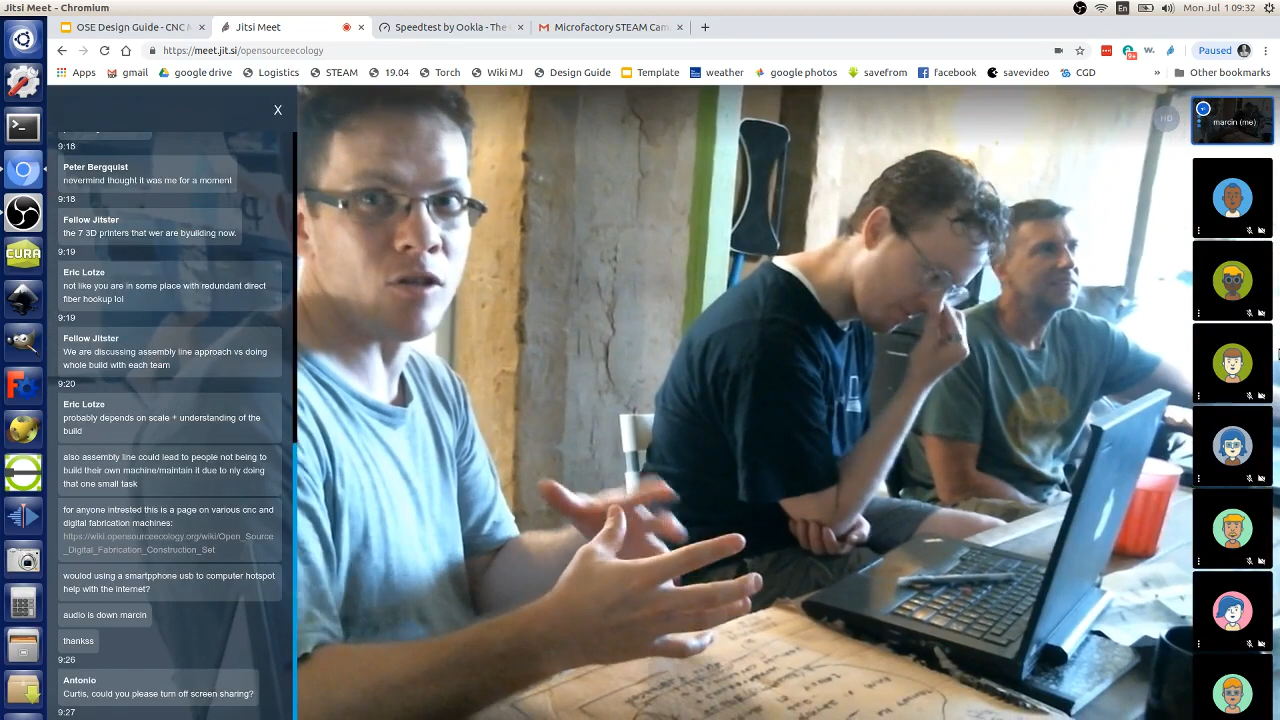 Jitsi Meet - Chromium
En
Mon Jul 1 09:32
OSE Design Guide - CNC M
Jitsi Meet
Speedtest by Ookla - The G
Microfactory STEAM Cam
https://meet.jit.si/opensourceecology
Paused
Apps
gmail
google drive
Logistics
STEAM
19.04
Torch
Wiki MJ
Design Guide
Template
weather
google photos
savefrom
facebook
savevideo
CGD
Other bookmarks
X
9:18
Peter Bergquist
nevermind thought it was me for a moment
9:18
Fellow Jitster
the 7 3D printers that wer are byuilding now.
9:19
Eric Lotze
not like you are in some place with redundant direct
fiber hookup lol
9:19
Fellow Jitster
We are discussing assembly line approach vs doing
whole build with each team
9:20
Eric Lotze
probably depends on scale + understanding of the
build
also assembly line could lead to people not being to
build their own machine/maintain it due to nly doing
that one small task
for anyone intrested this is a page on various cnc and
digital fabrication machines:
https://wiki.opensourceecology.org/wiki/Open_Source
_Digital_Fabrication_Construction_Set
woulod using a smartpphone usb to computer hotspot
help with the internet?
audio is down marcin
thankss
9:26
Antonio
Curtis, could you please turn off screen sharing?
9:27
CURA
HD
marcin (me)